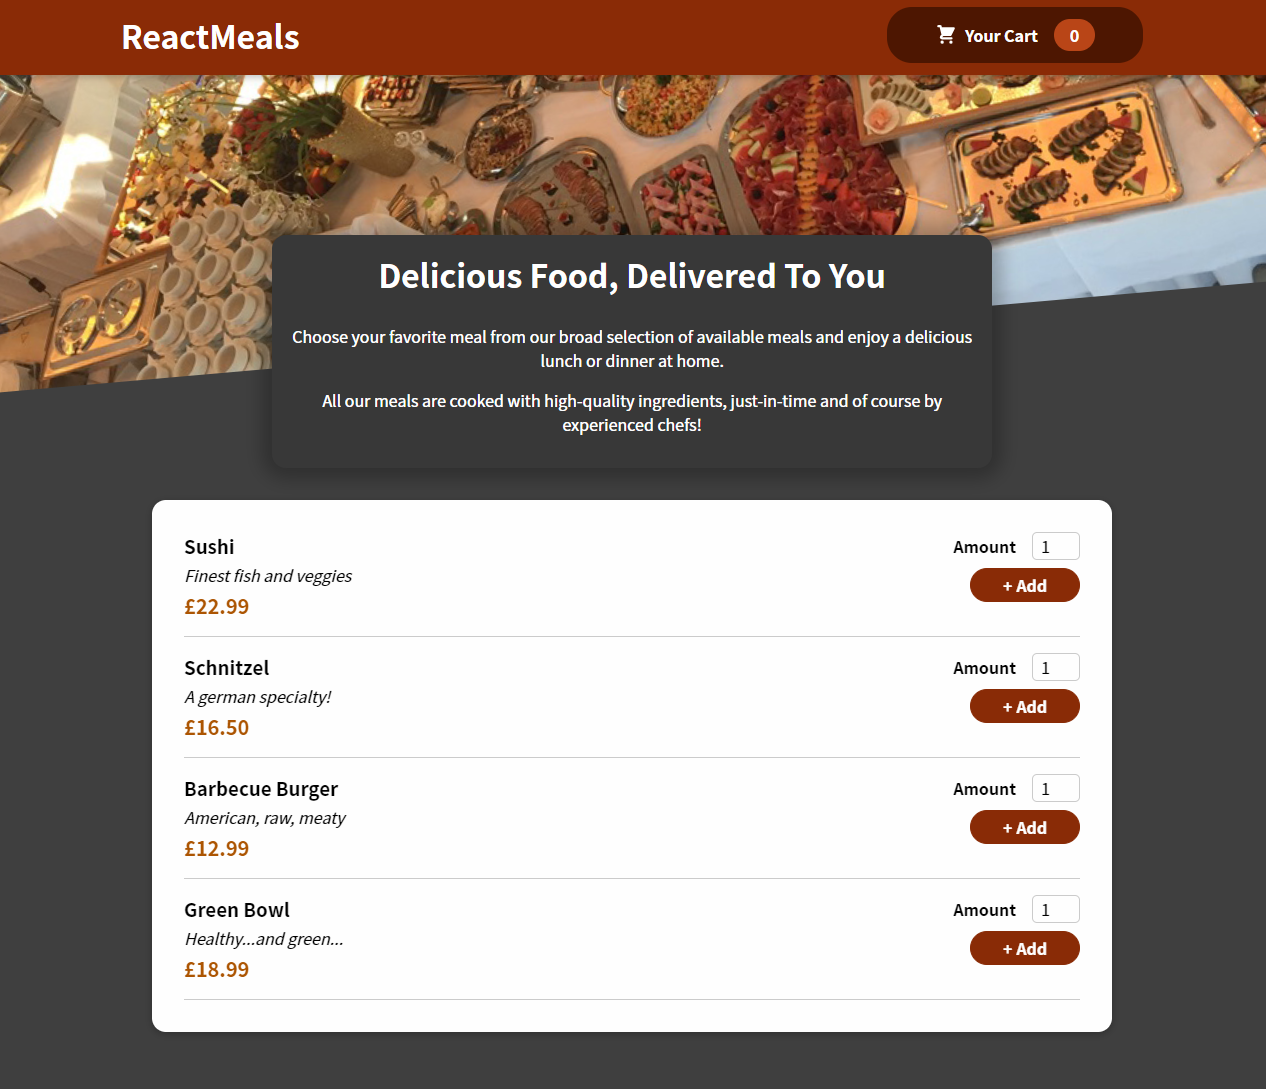 ReactMeals
Your Cart 0
Delicious Food, Delivered To You
Choose your favorite meal from our broad selection of available meals and enjoy a delicious
lunch or dinner at home.
All our meals are cooked with high-quality ingredients, just-in-time and of course by
experienced chefs!
Sushi
Finest fish and veggies
£22.99
Amount 1
+ Add
Schnitzel
A german specialty!
£16.50
Amount 1
+ Add
Barbecue Burger
American, raw, meaty
£12.99
Amount 1
+ Add
Green Bowl
Healthy...and green...
£18.99
Amount 1
+ Add